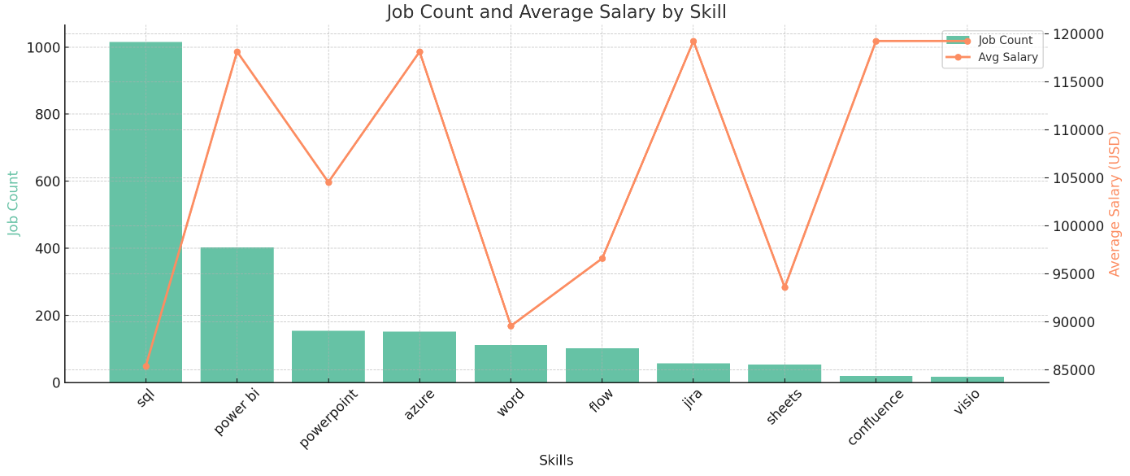 Job Count and Average Salary by Skill
Job Count
Avg Salary
1000
800
600
400
200
0
Job Count
120000
115000
110000
105000
100000
95000
90000
85000
Average Salary (USD)
sql
power bi
powerpoint
azure
word
flow
jira
sheets
confluence
visio
Skills